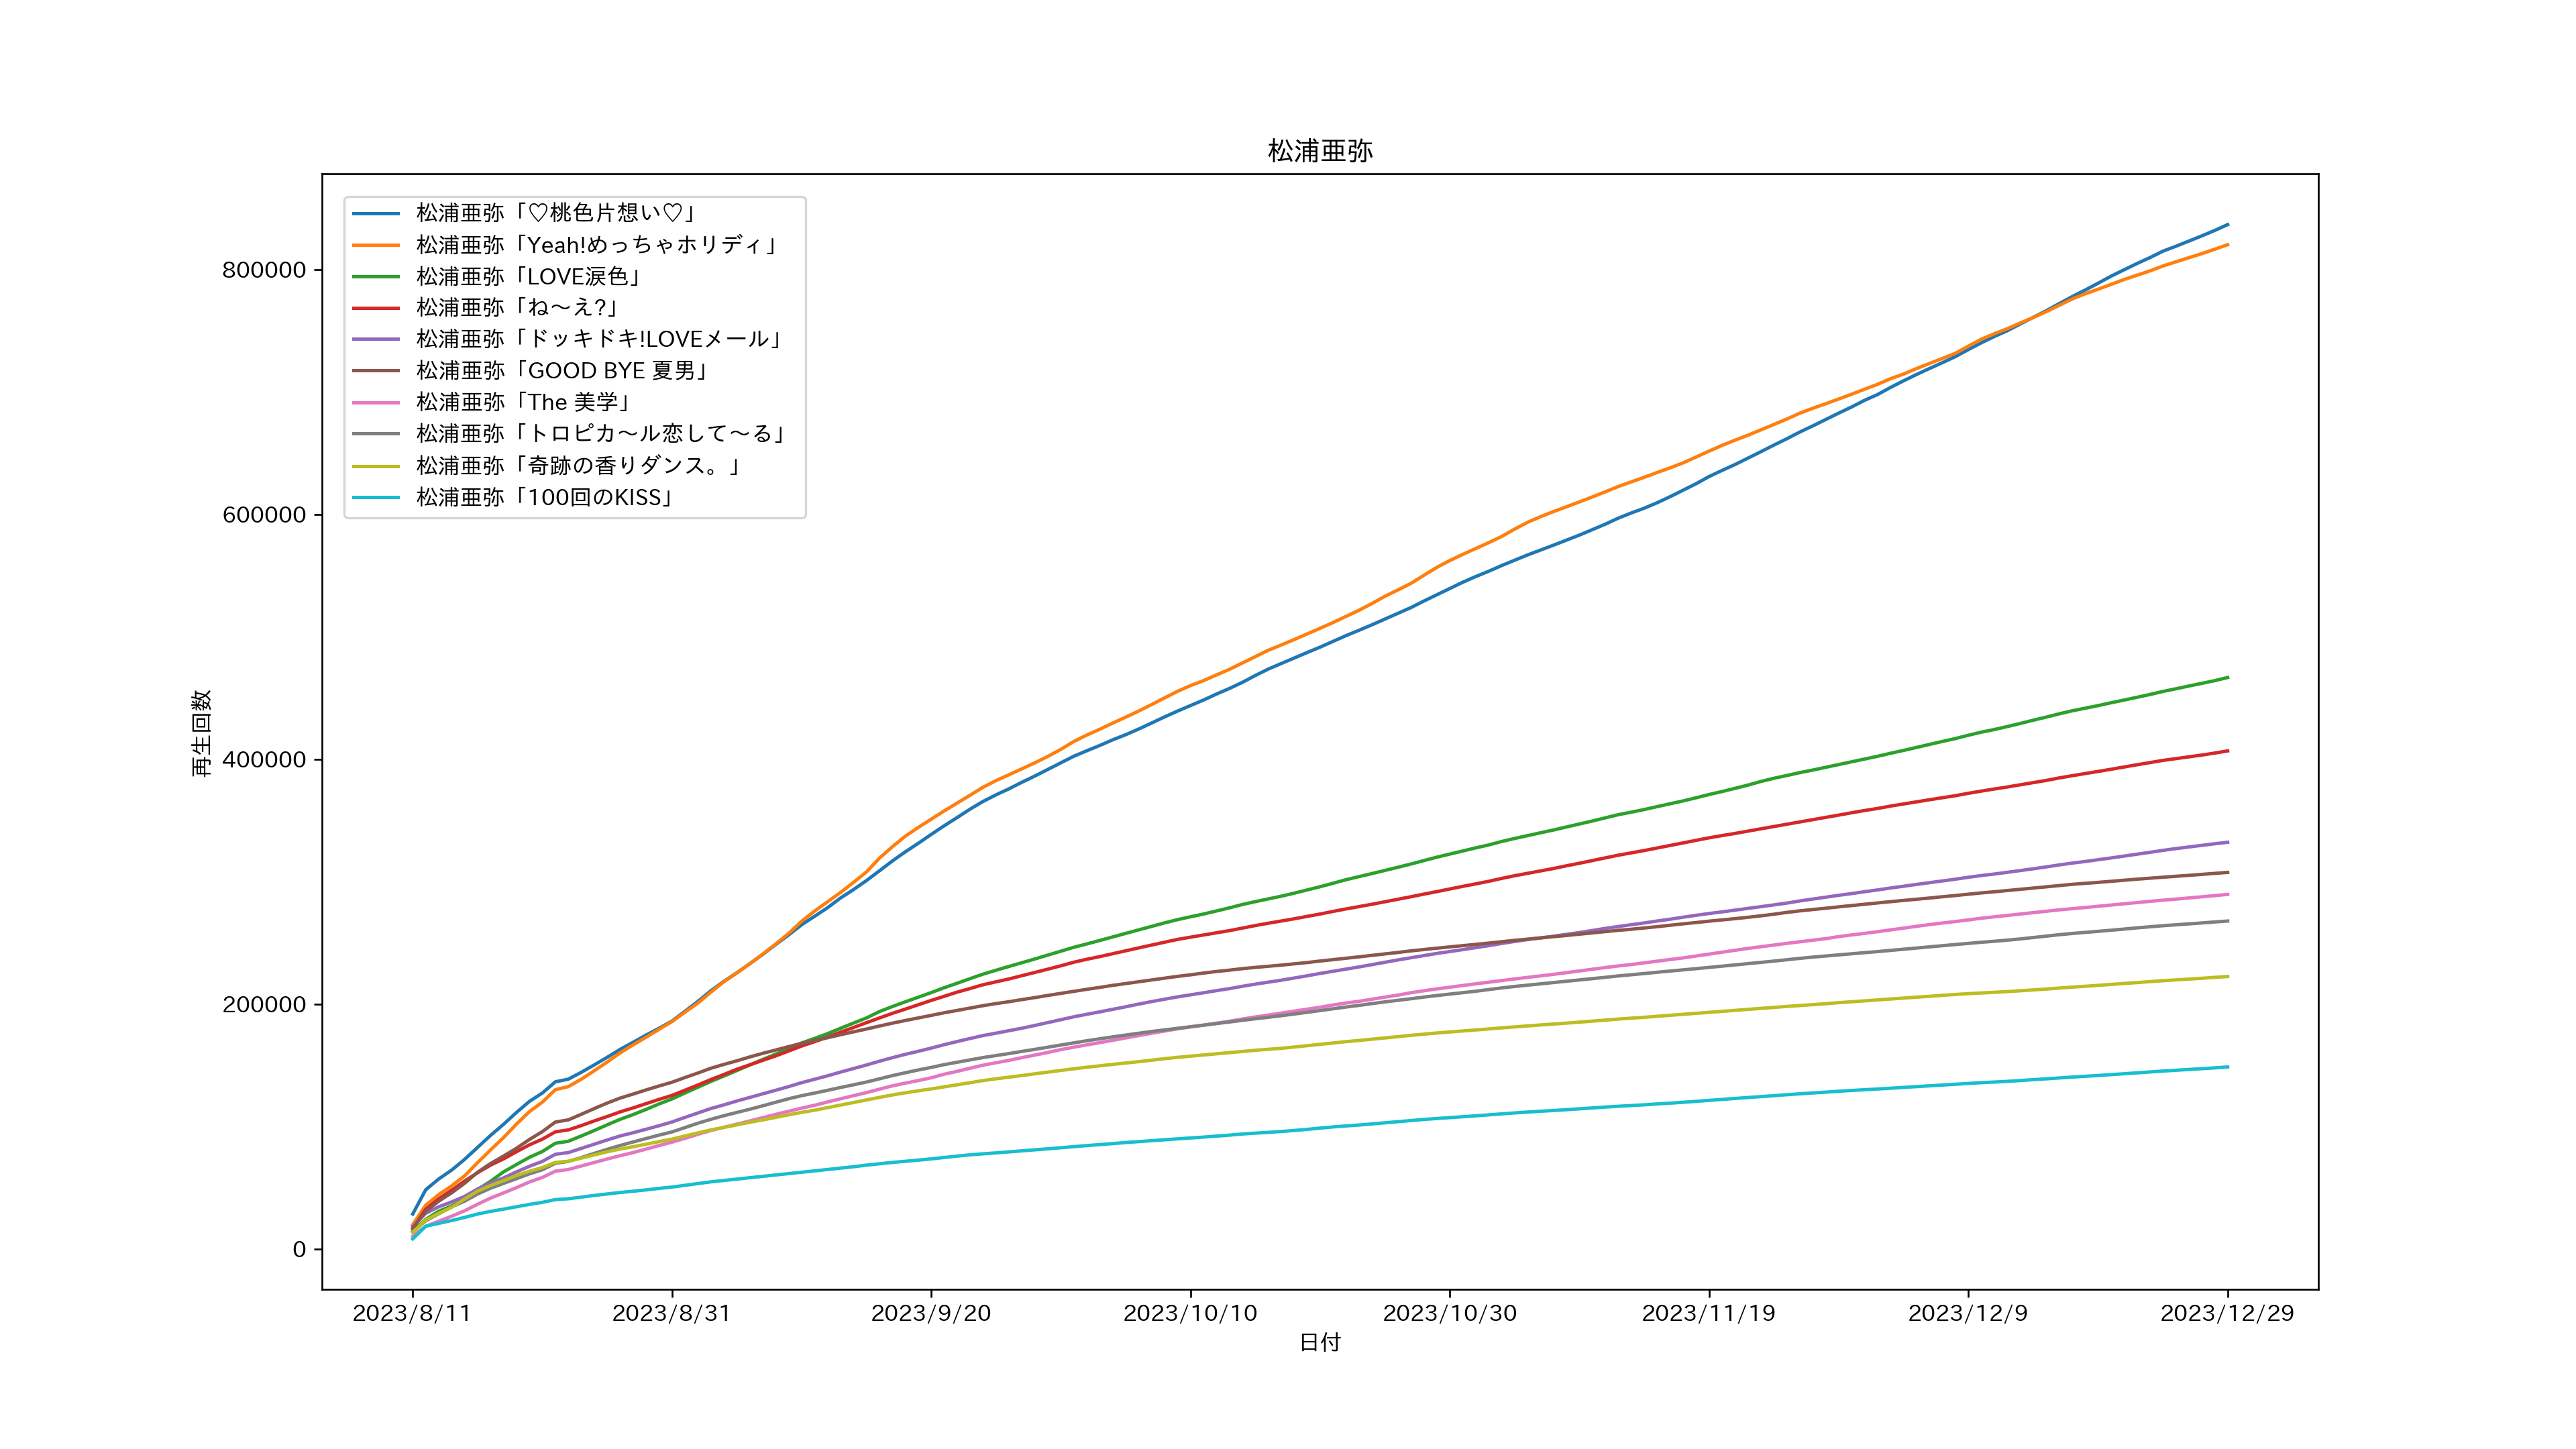 松浦亜弥
松浦亜弥「♡桃色片想い♡」
松浦亜弥「Yeah!めっちゃホリディ」
松浦亜弥「LOVE涙色」
松浦亜弥「ね〜え?」
松浦亜弥「ドッキドキ!LOVEメール」
松浦亜弥「GOOD BYE 夏男」
松浦亜弥「The 美学」
松浦亜弥「トロピカ〜ル恋して〜る」
松浦亜弥「奇跡の香りダンス。」
松浦亜弥「100回のKISS」
800000
600000
400000
200000
0
再生回数
2023/8/11 2023/8/31 2023/9/20 2023/10/10 2023/10/30 2023/11/19 2023/12/9 2023/12/29
日付